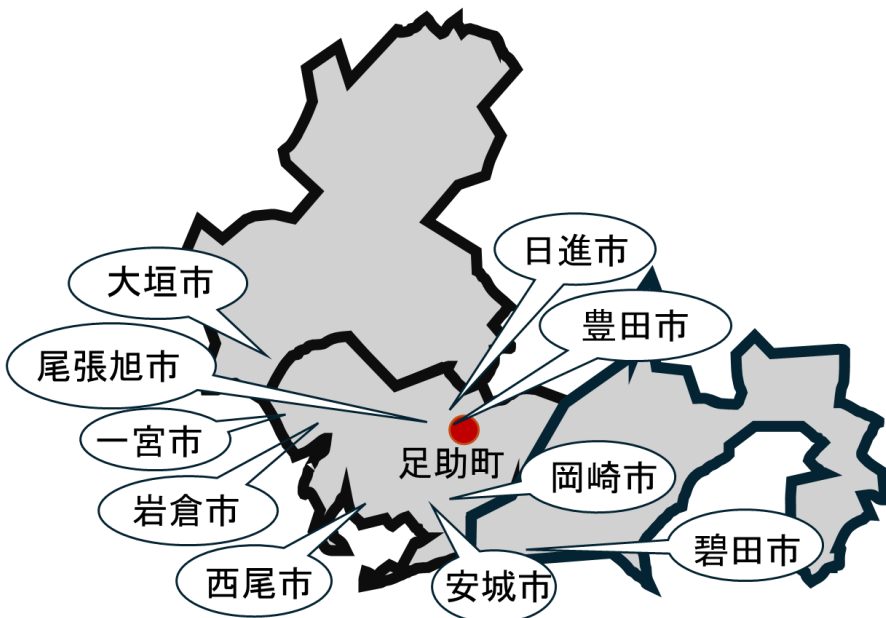 日進市
大垣市
豊田市
尾張旭市
一宮市
足助町
岡崎市
岩倉市
碧田市
西尾市
安城市